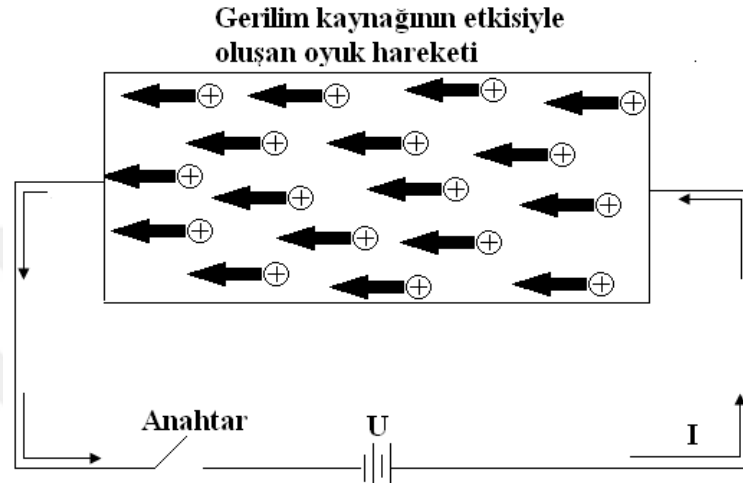 Gerilim kaynağının etkisiyle
oluşan oyuk hareketi
Anahtar
U
I